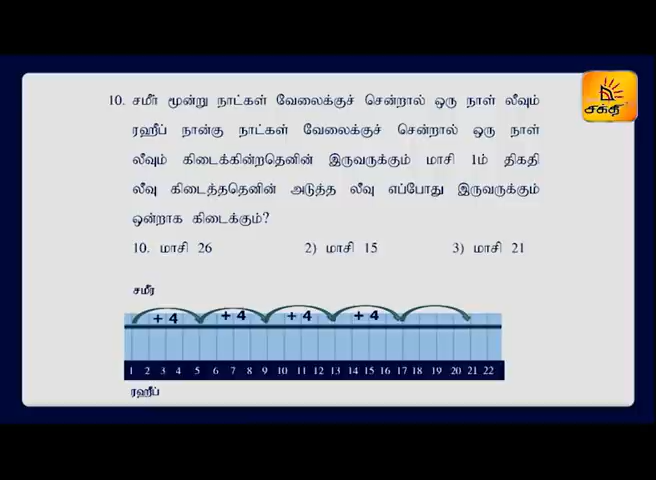 சக்தி
10. சமீர் மூன்று நாட்கள் வேலைக்குச் சென்றால் ஒரு நாள் லீவும்
ரஹீப் நான்கு நாட்கள் வேலைக்குச் சென்றால் ஒரு நாள்
லீவும் கிடைக்கின்றதெனின் இருவருக்கும் மாசி 1ம் திகதி
லீவு கிடைத்ததெனின் அடுத்த லீவு எப்போது இருவருக்கும்
ஒன்றாக கிடைக்கும்?
10. மாசி 26 2) மாசி 15 3) மாசி 21
சமீர
+ 4 + 4 + 4 + 4
1 2 3 4 5 6 7 8 9 10 11 12 13 14 15 16 17 18 19 20 21 22
ரஹீப்